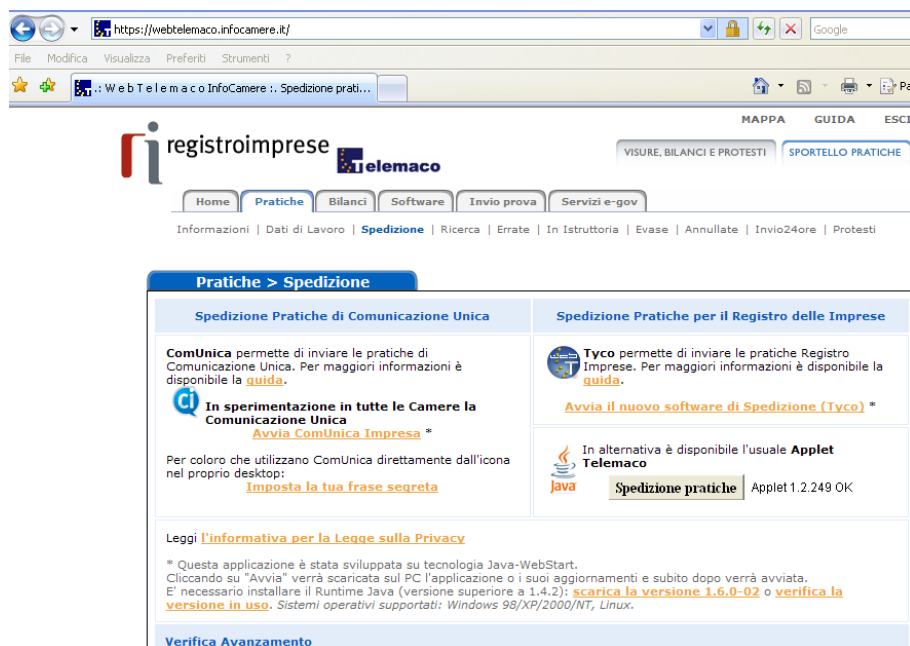 https://webtelemaco.infocamere.it/
Google
File Modifica Visualizza Preferiti Strumenti ?
.: W e b T e l e m a c o InfoCamere :. Spedizione prati...
MAPPA GUIDA ESCI
registroimprese
Telemaco
VISURE, BILANCI E PROTESTI
SPORTELLO PRATICHE
Home Pratiche Bilanci Software Invio prova Servizi e-gov
Informazioni | Dati di Lavoro | Spedizione | Ricerca | Errate | In Istruttoria | Evase | Annullate | Invio24ore | Protesti
Pratiche > Spedizione
Spedizione Pratiche di Comunicazione Unica
ComUnica permette di inviare le pratiche di
Comunicazione Unica. Per maggiori informazioni è
disponibile la guida.
Ci
In sperimentazione in tutte le Camere la
Comunicazione Unica
Avvia ComUnica Impresa *
Per coloro che utilizzano ComUnica direttamente dall'icona
nel proprio desktop:
Imposta la tua frase segreta
Spedizione Pratiche per il Registro delle Imprese
Tyco permette di inviare le pratiche Registro
Imprese. Per maggiori informazioni è disponibile la
guida.
Avvia il nuovo software di Spedizione (Tyco) *
In alternativa è disponibile l'usuale Applet
Telemaco
Java
Spedizione pratiche Applet 1.2.249 OK
Leggi l'informativa per la Legge sulla Privacy
* Questa applicazione è stata sviluppata su tecnologia Java-WebStart.
Cliccando su "Avvia" verrà scaricata sul PC l'applicazione o i suoi aggiornamenti e subito dopo verrà avviata.
E' necessario installare il Runtime Java (versione superiore a 1.4.2): scarica la versione 1.6.0-02 o verifica la
versione in uso. Sistemi operativi supportati: Windows 98/XP/2000/NT, Linux.
Verifica Avanzamento